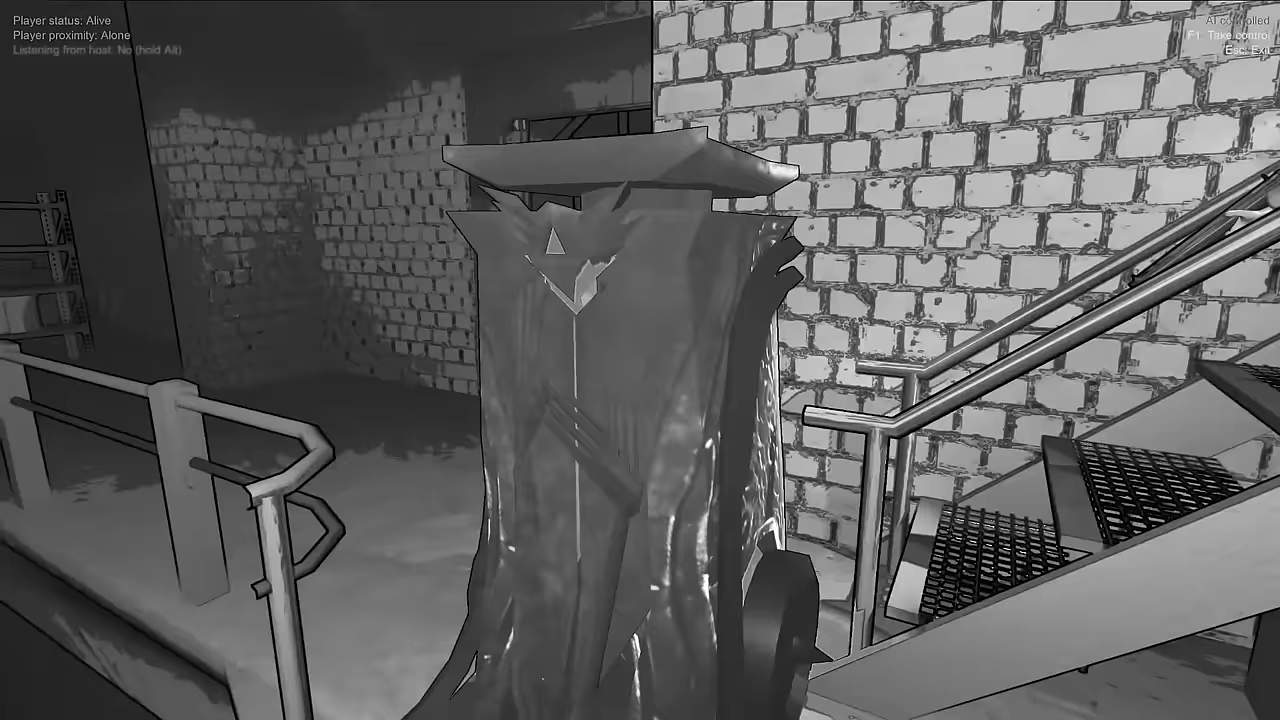 Player status: Alive
Player proximity: Alone
Listening from host: No (hold Alt)
AI controlled
F1: Take control
Esc: Exit